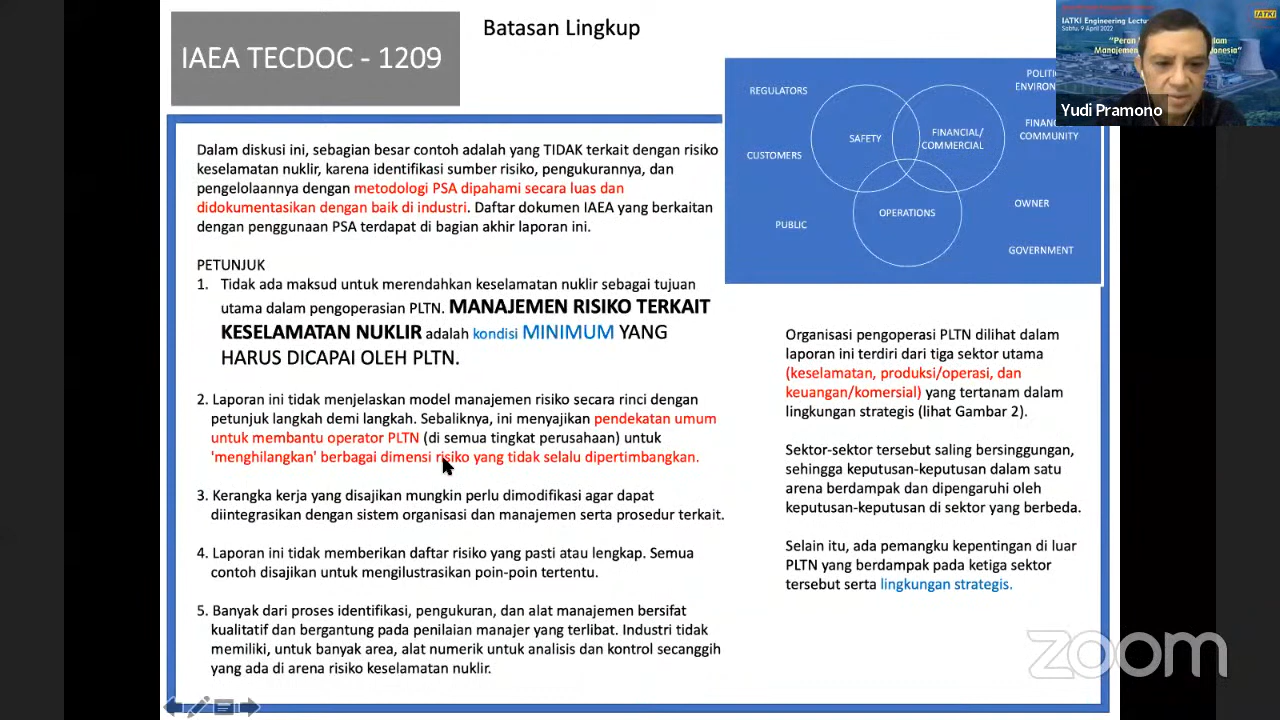 Batasan Lingkup
IAEA TECDOC - 1209
Dalam diskusi ini, sebagian besar contoh adalah yang TIDAK terkait dengan risiko
keselamatan nuklir, karena identifikasi sumber risiko, pengukurannya, dan
pengelolaannya dengan metodologi PSA dipahami secara luas dan
didokumentasikan dengan baik di industri. Daftar dokumen IAEA yang berkaitan
dengan penggunaan PSA terdapat di bagian akhir laporan ini.
PETUNJUK
1. Tidak ada maksud untuk merendahkan keselamatan nuklir sebagai tujuan
utama dalam pengoperasian PLTN. MANAJEMEN RISIKO TERKAIT
KESELAMATAN NUKLIR adalah kondisi MINIMUM YANG
HARUS DICAPAI OLEH PLTN.
2. Laporan ini tidak menjelaskan model manajemen risiko secara rinci dengan
petunjuk langkah demi langkah. Sebaliknya, ini menyajikan pendekatan umum
untuk membantu operator PLTN (di semua tingkat perusahaan) untuk
'menghilangkan' berbagai dimensi risiko yang tidak selalu dipertimbangkan.
3. Kerangka kerja yang disajikan mungkin perlu dimodifikasi agar dapat
diintegrasikan dengan sistem organisasi dan manajemen serta prosedur terkait.
4. Laporan ini tidak memberikan daftar risiko yang pasti atau lengkap. Semua
contoh disajikan untuk mengilustrasikan poin-poin tertentu.
5. Banyak dari proses identifikasi, pengukuran, dan alat manajemen bersifat
kualitatif dan bergantung pada penilaian manajer yang terlibat. Industri tidak
memiliki, untuk banyak area, alat numerik untuk analisis dan kontrol secanggih
yang ada di arena risiko keselamatan nuklir.
REGULATORS
CUSTOMERS
PUBLIC
SAFETY
FINANCIAL/
COMMERCIAL
OPERATIONS
COMMUNITY
OWNER
GOVERNMENT
Organisasi pengoperasi PLTN dilihat dalam
laporan ini terdiri dari tiga sektor utama
(keselamatan, produksi/operasi, dan
keuangan/komersial) yang tertanam dalam
lingkungan strategis (lihat Gambar 2).
Sektor-sektor tersebut saling bersinggungan,
sehingga keputusan-keputusan dalam satu
arena berdampak dan dipengaruhi oleh
keputusan-keputusan di sektor yang berbeda.
Selain itu, ada pemangku kepentingan di luar
PLTN yang berdampak pada ketiga sektor
tersebut serta lingkungan strategis.
IATKI Engineering
Sabtu, 9 April 2022
IATKI
Yudi Pramono
zoom